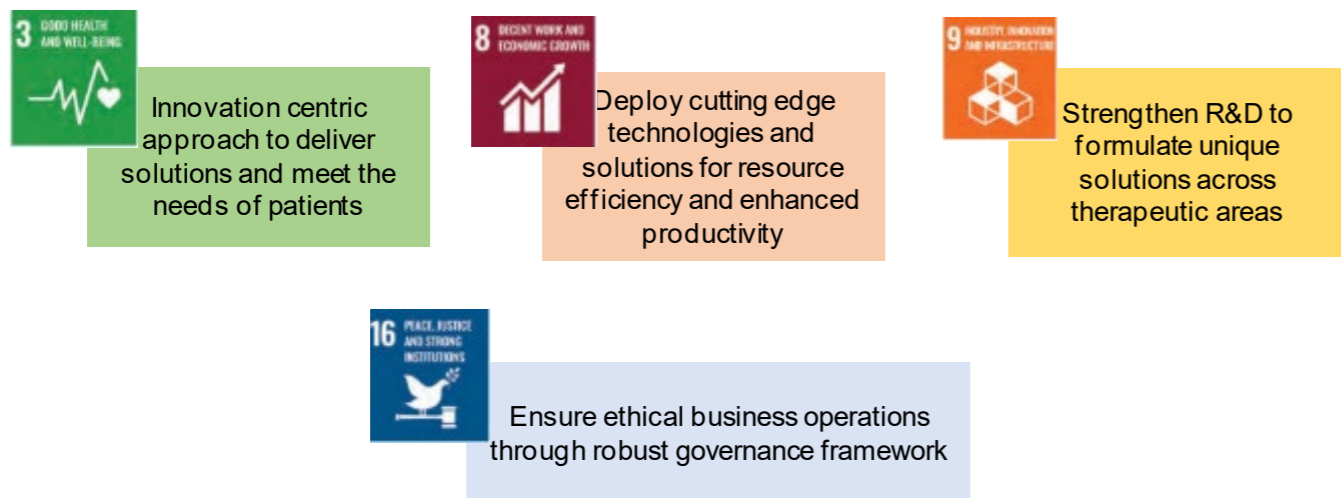 3 GOOD HEALTH
AND WELL-BEING
Innovation centric
approach to deliver
solutions and meet the
needs of patients
8 DECENT WORK AND
ECONOMIC GROWTH
Deploy cutting edge
technologies and
solutions for resource
efficiency and enhanced
productivity
9 INDUSTRY, INNOVATION
AND INFRASTRUCTURE
Strengthen R&D to
formulate unique
solutions across
therapeutic areas
16 PEACE, JUSTICE
AND STRONG
INSTITUTIONS
Ensure ethical business operations
through robust governance framework